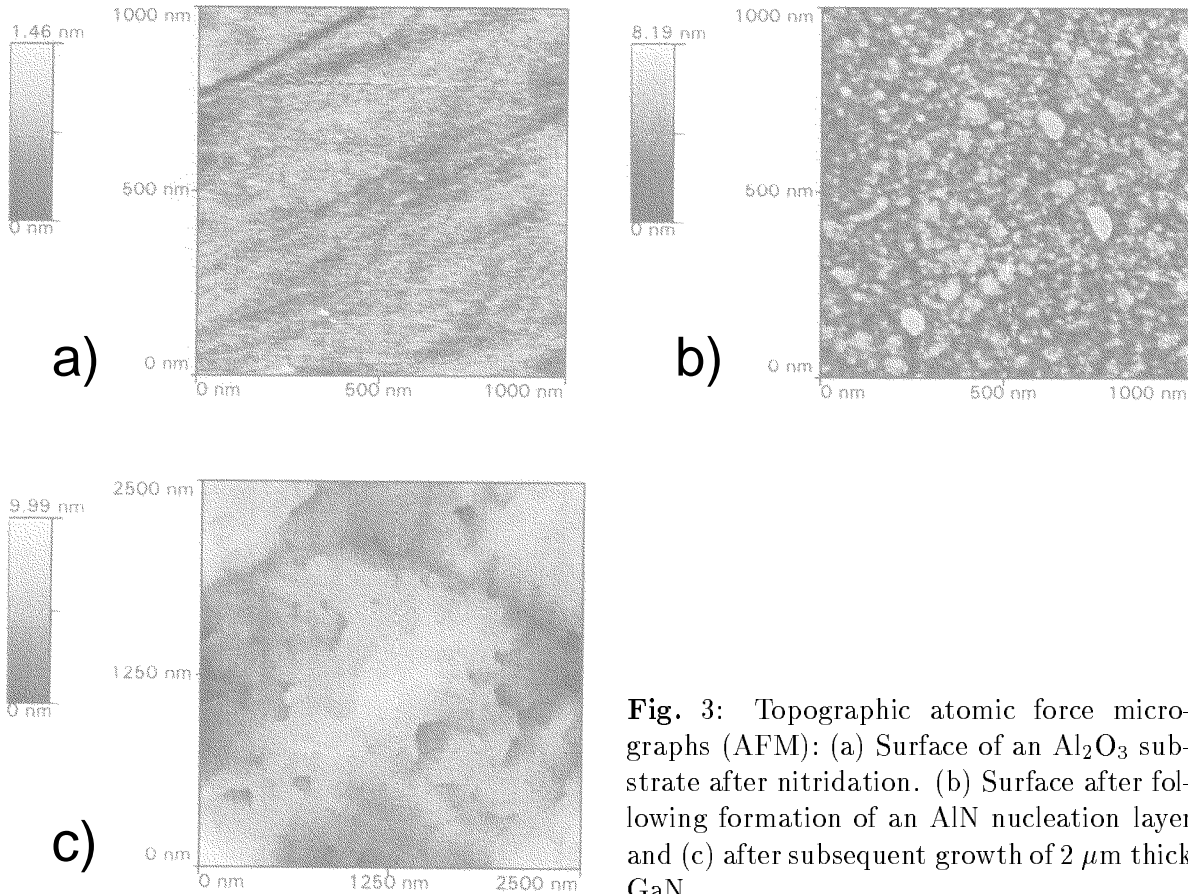 1000 nm
1.46 nm
500 nm
0 nm
a)
0 nm
0 nm 500 nm 1000 nm
1000 nm
8.19 nm
500 nm
0 nm
b)
0 nm
0 nm 500 nm 1000 nm
2500 nm
9.99 nm
1250 nm
0 nm
c)
0 nm
0 nm 1250 nm 2500 nm
Fig. 3: Topographic atomic force micro-
graphs (AFM): (a) Surface of an Al₂O₃ sub-
strate after nitridation. (b) Surface after fol-
lowing formation of an AlN nucleation layer
and (c) after subsequent growth of 2 μm thick
GaN